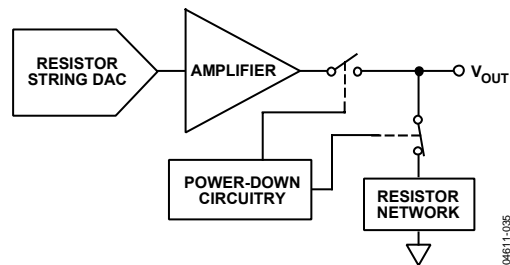 RESISTOR
STRING DAC
AMPLIFIER
VOUT
POWER-DOWN
CIRCUITRY
RESISTOR
NETWORK
04611-035